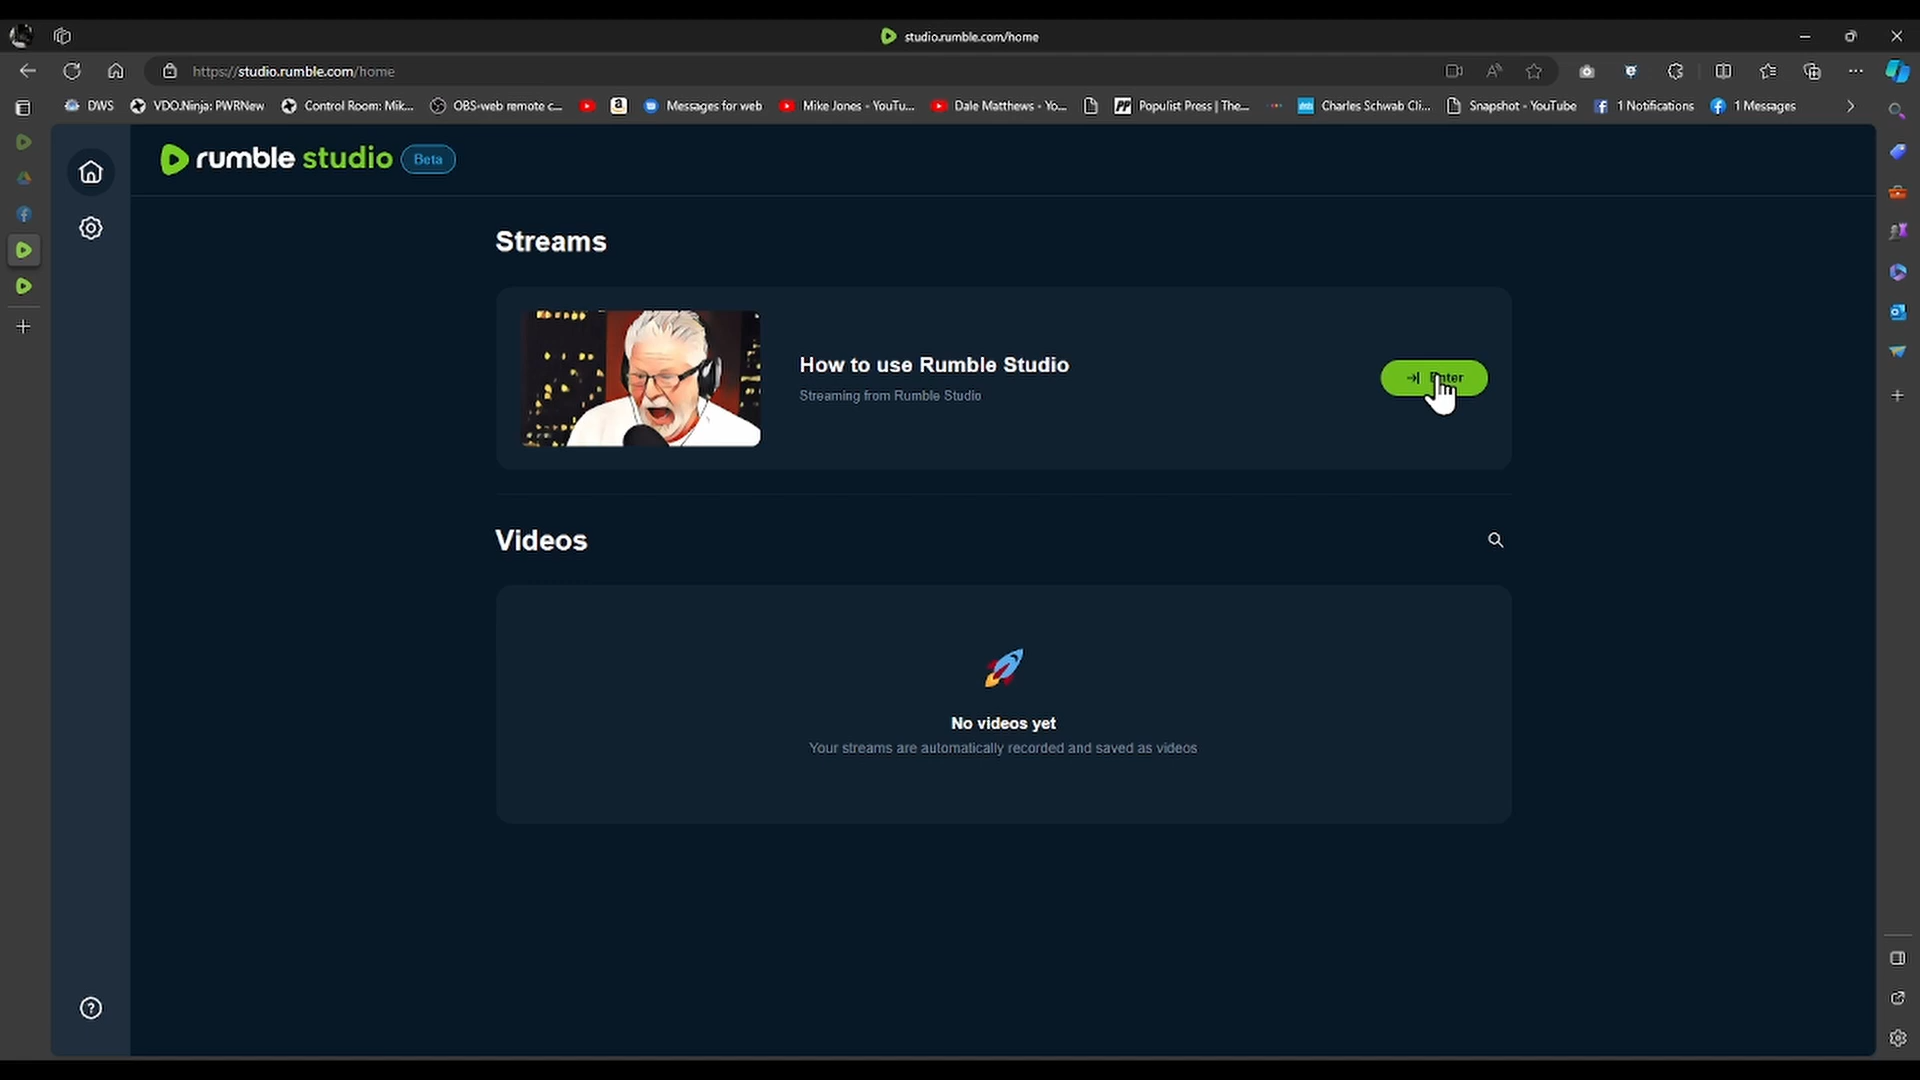 studio.rumble.com/home
https://studio.rumble.com/home
DWS
VDO.Ninja: PWRNew
Control Room: Mik...
OBS-web remote c...
Messages for web
Mike Jones - YouTu...
Dale Matthews - Yo...
PP
Populist Press | The...
Charles Schwab Cli...
Snapshot - YouTube
1 Notifications
1 Messages
rumble studio
Beta
Streams
How to use Rumble Studio
Streaming from Rumble Studio
Videos
No videos yet
Your streams are automatically recorded and saved as videos